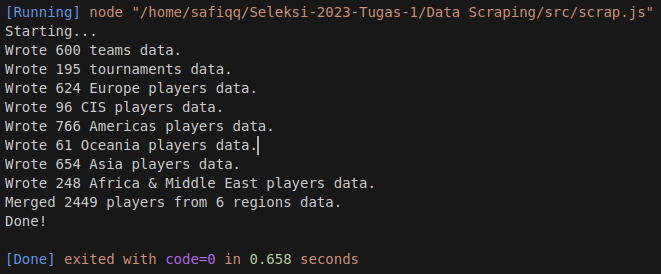 [Running] node "/home/safiqq/Seleksi-2023-Tugas-1/Data Scraping/src/scrap.js"
Starting...
Wrote 600 teams data.
Wrote 195 tournaments data.
Wrote 624 Europe players data.
Wrote 96 CIS players data.
Wrote 766 Americas players data.
Wrote 61 Oceania players data.
Wrote 654 Asia players data.
Wrote 248 Africa & Middle East players data.
Merged 2449 players from 6 regions data.
Done!
[Done] exited with code=0 in 0.658 seconds